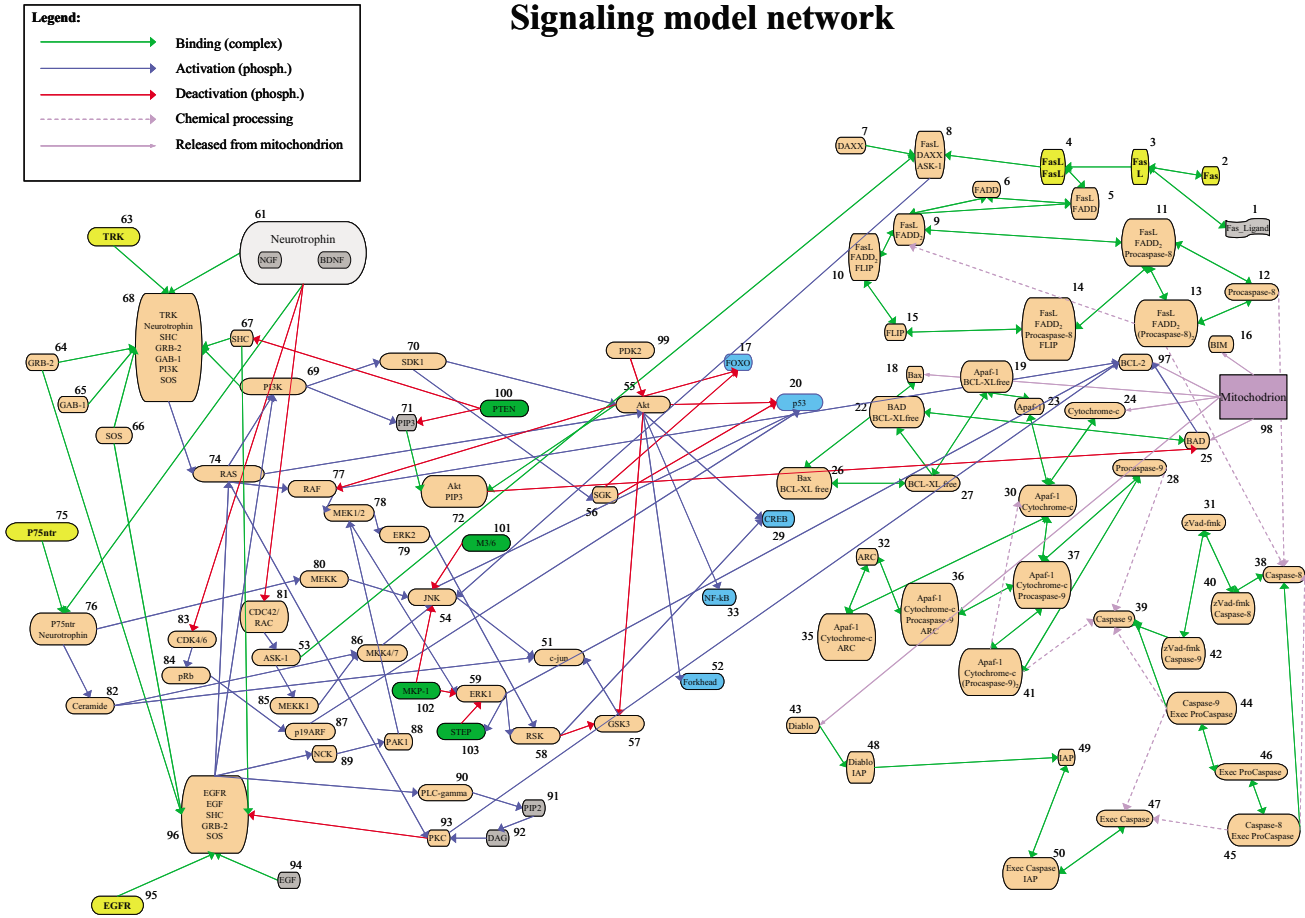 Signaling model network
Legend:
Binding (complex)
Activation (phosph.)
Deactivation (phosph.)
Chemical processing
Released from mitochondrion
63
TRK
61
Neurotrophin
NGF
BDNF
68
TRK
Neurotrophin
SHC
GRB-2
GAB-1
PI3K
SOS
67
SHC
64
GRB-2
65
GAB-1
SOS
66
PI3K
69
70
SDK1
71
PIP3
100
PTEN
99
PDK2
55
Akt
17
FOXO
20
p53
74
RAS
77
RAF
78
MEK1/2
ERK2
79
Akt
PIP3
72
SGK
56
101
M3/6
CREB
29
75
P75ntr
76
P75ntr
Neurotrophin
80
MEKK
81
CDC42/
RAC
83
CDK4/6
84
pRb
82
Ceramide
ASK-1
53
85
MEKK1
86
MKK4/7
JNK
54
51
c-jun
NF-kB
33
52
Forkhead
MKP-1
102
59
ERK1
STEP
103
RSK
58
GSK3
57
p19ARF
87
NCK
89
PAK1
88
90
PLC-gamma
91
PIP2
DAG
92
93
PKC
96
EGFR
EGF
SHC
GRB-2
SOS
94
EGF
95
EGFR
7
DAXX
8
FasL
DAXX
ASK-1
4
FasL
FasL
3
Fas
L
2
Fas
1
Fas_Ligand
6
FADD
5
FasL
FADD
9
FasL
FADD2
10
FasL
FADD2
FLIP
11
FasL
FADD2
Procaspase-8
12
Procaspase-8
13
FasL
FADD2
(Procaspase-8)2
14
FasL
FADD2
Procaspase-8
FLIP
15
FLIP
16
BIM
97
BCL-2
Mitochodrion
98
18
Bax
19
Apaf-1
BCL-XLfree
22
BAD
BCL-XLfree
23
Apaf-1
24
Cytochrome-c
BAD
25
26
Bax
BCL-XL free
BCL-XL free
27
Procaspase-9
28
30
Apaf-1
Cytochrome-c
31
zVad-fmk
32
ARC
35
Apaf-1
Cytochrome-c
ARC
36
Apaf-1
Cytochrome-c
Procaspase-9
ARC
37
Apaf-1
Cytochrome-c
Procaspase-9
38
Caspase-8
39
Caspase 9
40
zVad-fmk
Caspase-8
Apaf-1
Cytochrome-c
(Procaspase-9)2
41
zVad-fmk
Caspase-9
42
43
Diablo
Caspase-9
Exec ProCaspase
44
48
Diablo
IAP
49
IAP
46
Exec ProCaspase
47
Exec Caspase
Caspase-8
Exec ProCaspase
45
50
Exec Caspase
IAP